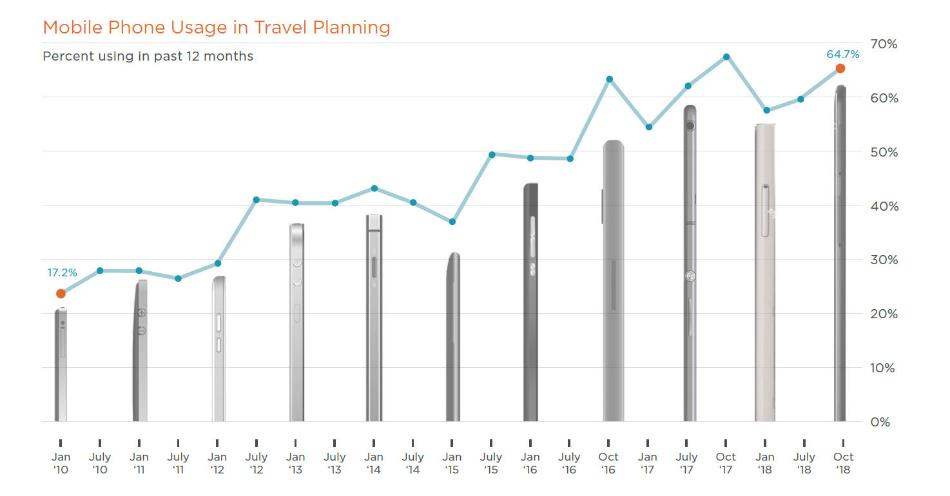 Mobile Phone Usage in Travel Planning
Percent using in past 12 months
70%
64.7%
60%
50%
40%
30%
17.2%
20%
10%
0%
Jan July Jan July Jan July Jan July Jan July Jan July Jan July Oct Jan July Oct Jan July Oct
'10 '10 '11 '11 '12 '12 '13 '13 '14 '14 '15 '15 '16 '16 '16 '17 '17 '17 '18 '18 '18